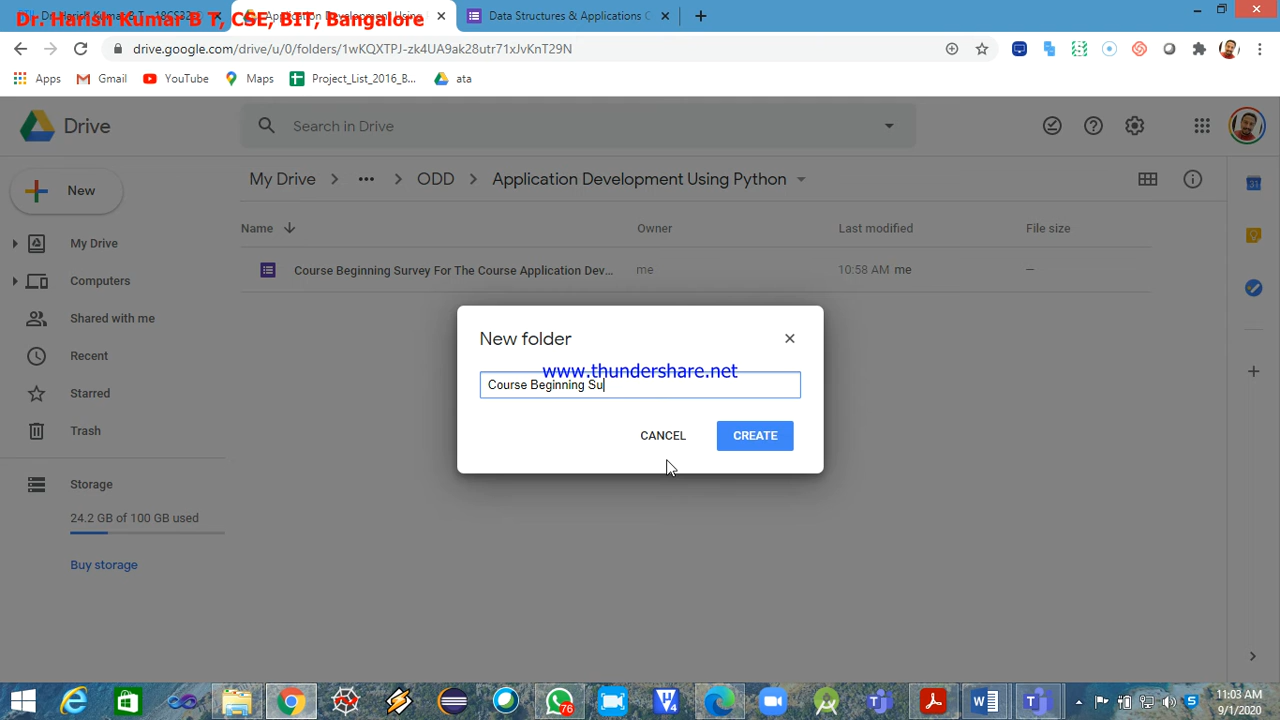 Dr. Harish Kumar B T, CSE, BIT, Bangalore
Data Structures & Applications C
drive.google.com/drive/u/0/folders/1wKQXTPJ-zk4UA9ak28utr71xJvKnT29N
Apps Gmail YouTube Maps Project_List_2016_B... ata
Drive
Search in Drive
New
My Drive ... ODD Application Development Using Python
Name Owner Last modified File size
My Drive
Course Beginning Survey For The Course Application Dev... me 10:58 AM me –
Computers
Shared with me
Recent
Starred
Trash
Storage
24.2 GB of 100 GB used
Buy storage
New folder
www.thundershare.net
Course Beginning Su
CANCEL CREATE
76
11:03 AM
9/1/2020